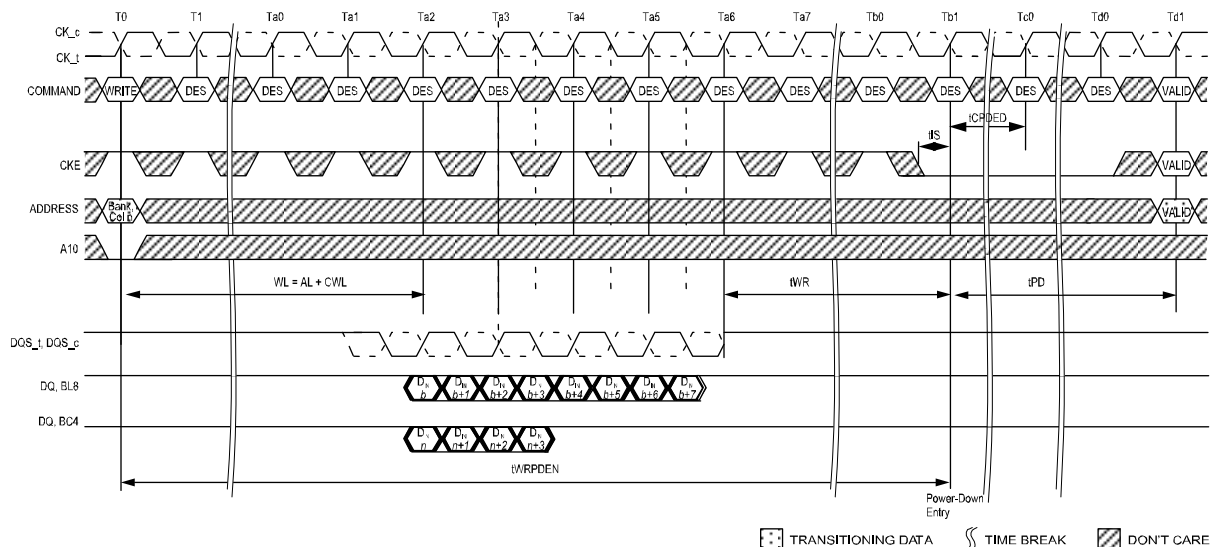 T0 T1 Ta0 Ta1 Ta2 Ta3 Ta4 Ta5 Ta6 Ta7 Tb0 Tb1 Tc0 Td0 Td1
CK_c
CK_t
COMMAND WRITE DES DES DES DES DES DES DES DES DES DES DES DES DES VALID
tIS tCPDED
CKE VALID
ADDRESS Bank, Col n VALID
A10
WL = AL + CWL tWR tPD
DQS_t, DQS_c
DQ, BL8 DIN b DIN b+1 DIN b+2 DIN b+3 DIN b+4 DIN b+5 DIN b+6 DIN b+7
DQ, BC4 DIN n DIN n+1 DIN n+2 DIN n+3
tWRPDEN
Power-Down
Entry
TRANSITIONING DATA TIME BREAK DON'T CARE